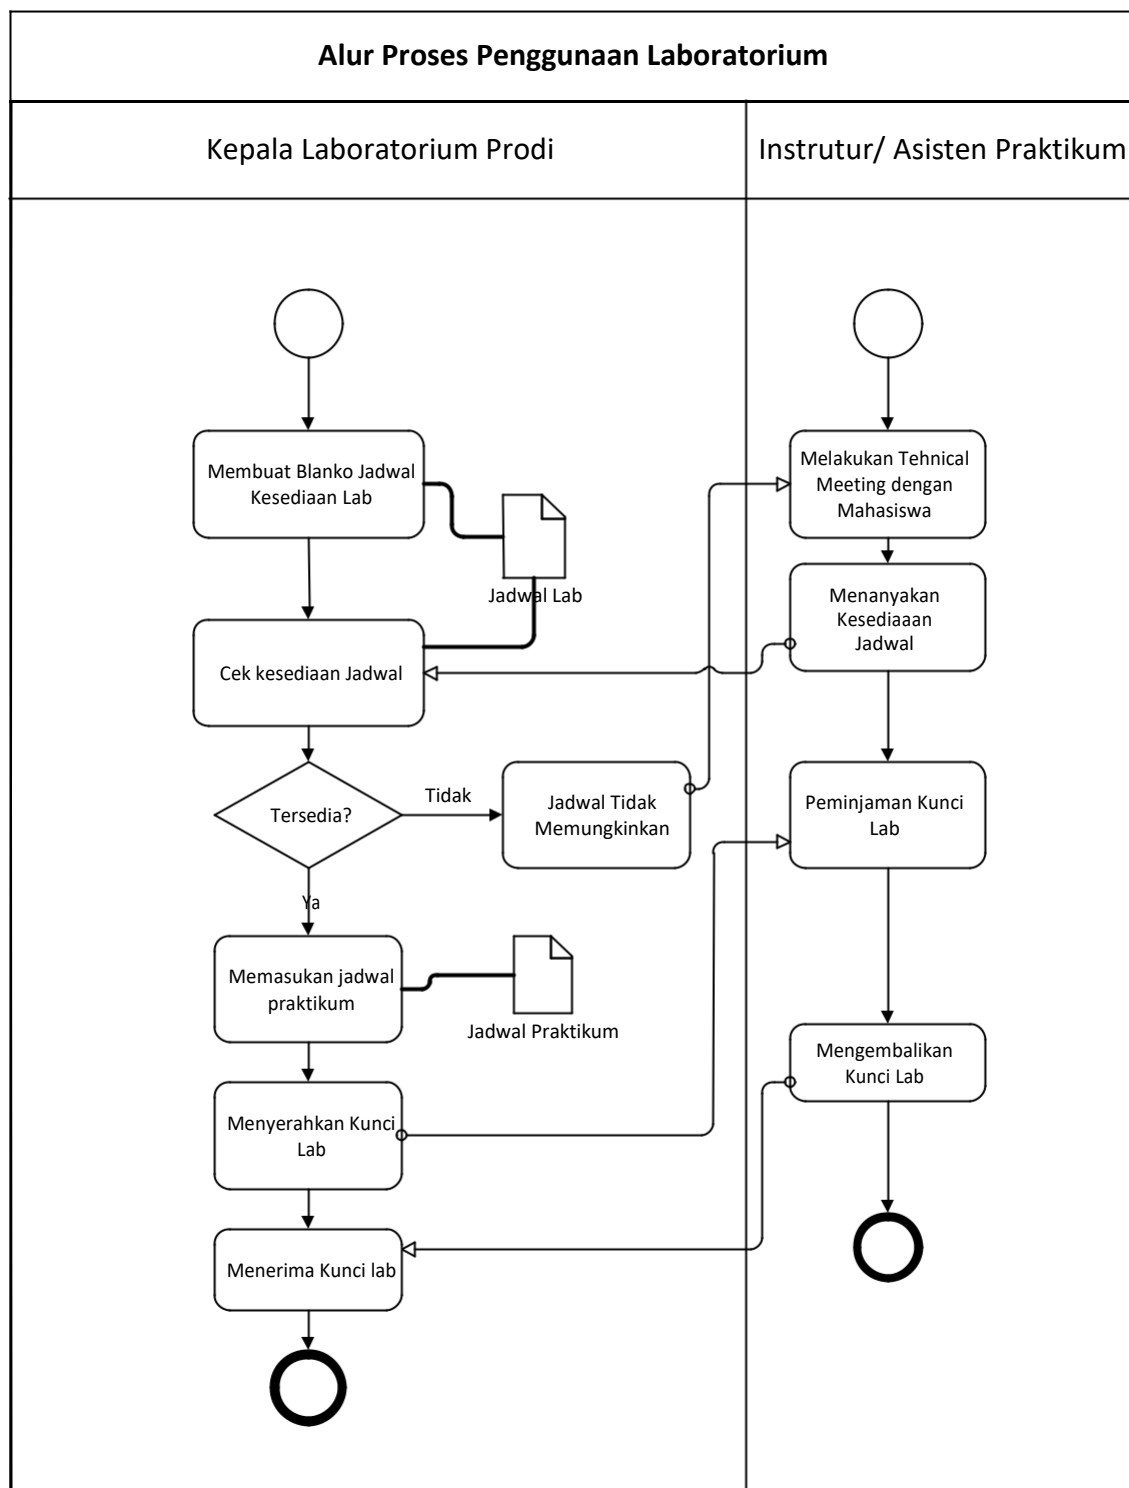 Alur Proses Penggunaan Laboratorium
Kepala Laboratorium Prodi
Instrutur/ Asisten Praktikum
Membuat Blanko Jadwal
Kesediaan Lab
Jadwal Lab
Cek kesediaan Jadwal
Tersedia?
Tidak
Jadwal Tidak
Memungkinkan
Ya
Memasukan jadwal
praktikum
Jadwal Praktikum
Menyerahkan Kunci
Lab
Menerima Kunci lab
Melakukan Tehnical
Meeting dengan
Mahasiswa
Menanyakan
Kesediaaan
Jadwal
Peminjaman Kunci
Lab
Mengembalikan
Kunci Lab